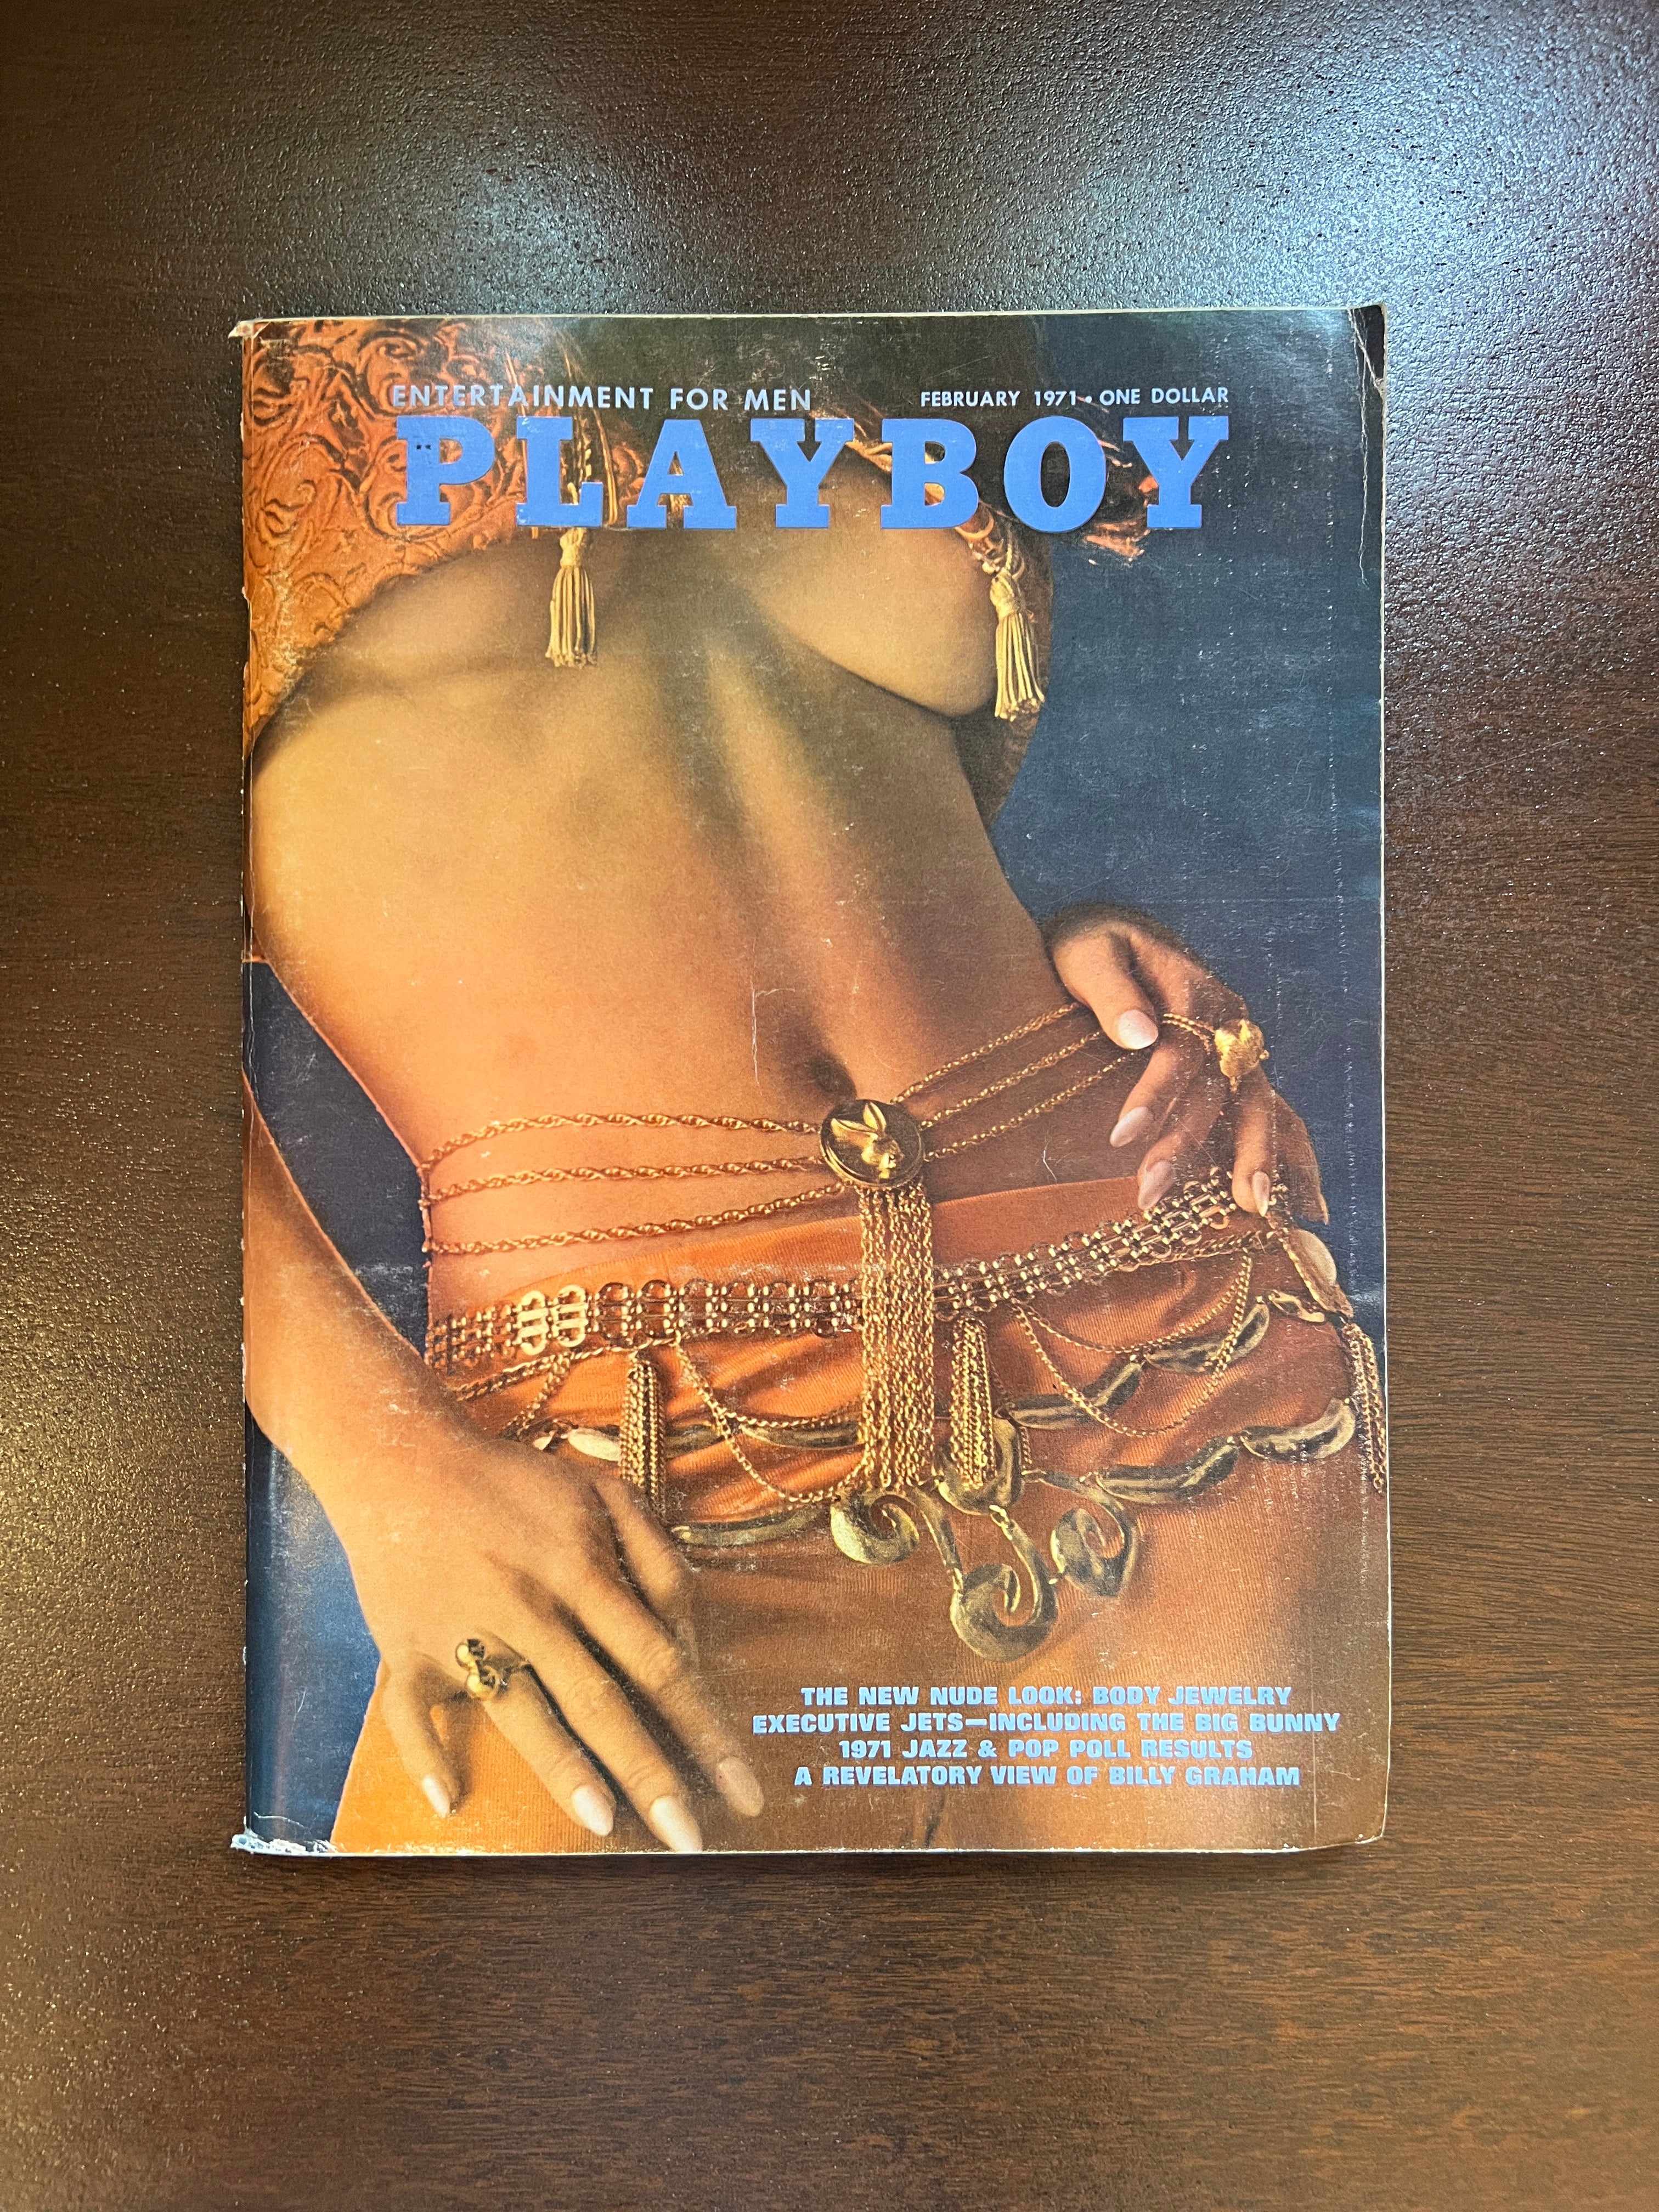 ENTERTAINMENT FOR MEN FEBRUARY 1971 • ONE DOLLAR
PLAYBOY
THE NEW NUDE LOOK: BODY JEWELRY
EXECUTIVE JETS—INCLUDING THE BIG BUNNY
1971 JAZZ & POP POLL RESULTS
A REVELATORY VIEW OF BILLY GRAHAM